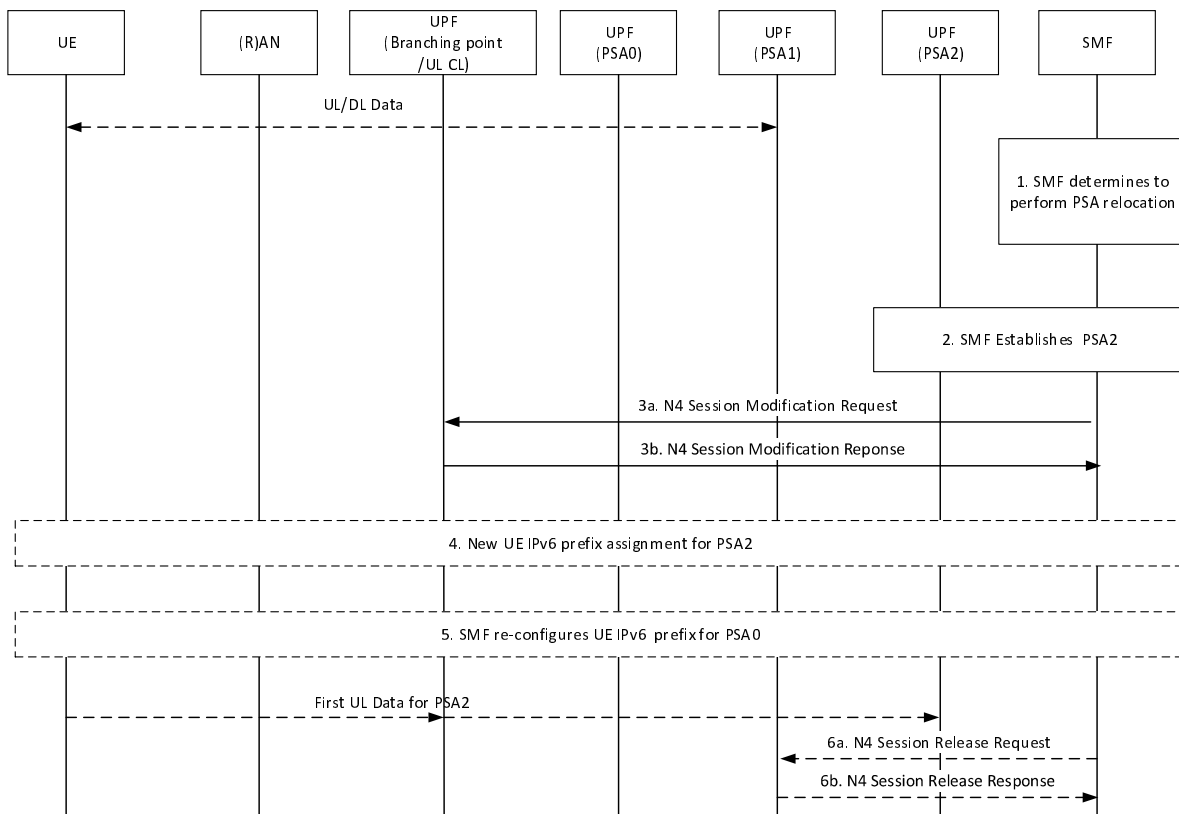 UE
(R)AN
UPF
(Branching point
/UL CL)
UPF
(PSA0)
UPF
(PSA1)
UPF
(PSA2)
SMF
UL/DL Data
1. SMF determines to
perform PSA relocation
2. SMF Establishes PSA2
3a. N4 Session Modification Request
3b. N4 Session Modification Reponse
4. New UE IPv6 prefix assignment for PSA2
5. SMF re-configures UE IPv6 prefix for PSA0
First UL Data for PSA2
6a. N4 Session Release Request
6b. N4 Session Release Response